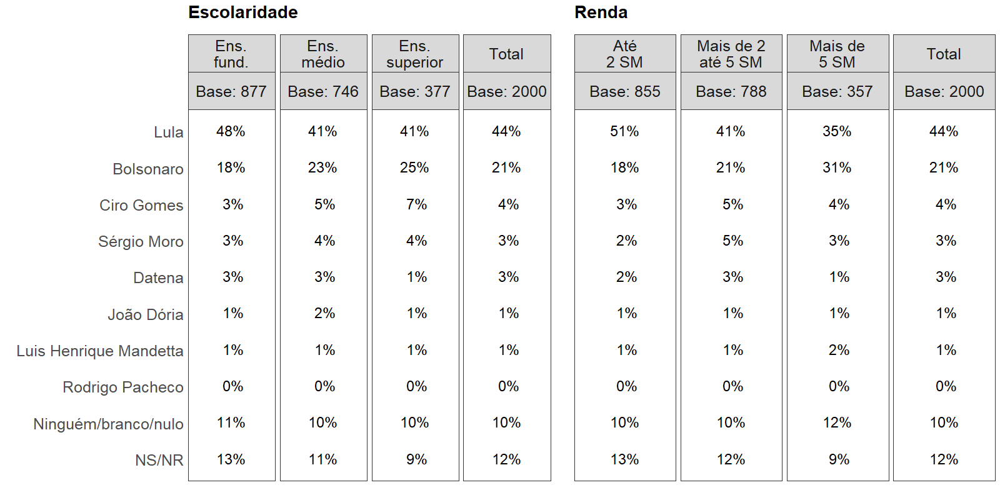 Escolaridade Renda
Ens. fund. Ens. médio Ens. superior Total Até 2 SM Mais de 2 até 5 SM Mais de 5 SM Total
Base: 877 Base: 746 Base: 377 Base: 2000 Base: 855 Base: 788 Base: 357 Base: 2000
Lula 48% 41% 41% 44% 51% 41% 35% 44%
Bolsonaro 18% 23% 25% 21% 18% 21% 31% 21%
Ciro Gomes 3% 5% 7% 4% 3% 5% 4% 4%
Sérgio Moro 3% 4% 4% 3% 2% 5% 3% 3%
Datena 3% 3% 1% 3% 2% 3% 1% 3%
João Dória 1% 2% 1% 1% 1% 1% 1% 1%
Luis Henrique Mandetta 1% 1% 1% 1% 1% 1% 2% 1%
Rodrigo Pacheco 0% 0% 0% 0% 0% 0% 0% 0%
Ninguém/branco/nulo 11% 10% 10% 10% 10% 10% 12% 10%
NS/NR 13% 11% 9% 12% 13% 12% 9% 12%